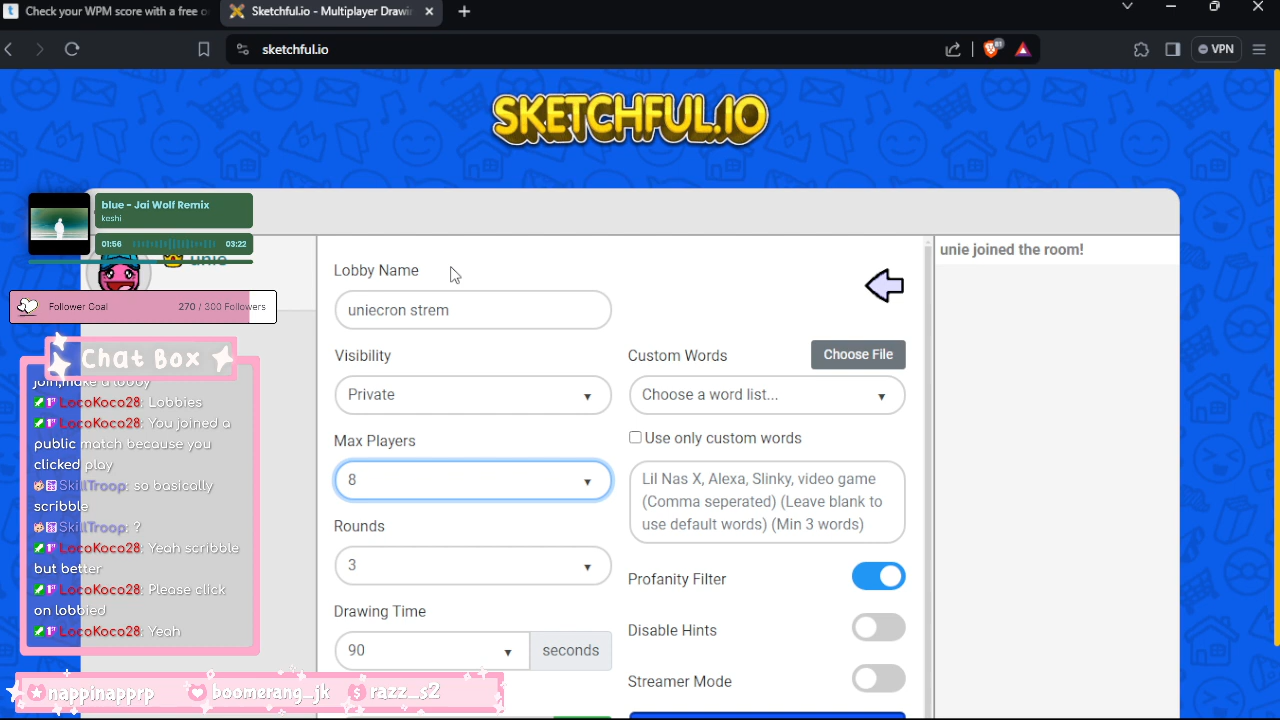 Check your WPM score with a free o
Sketchful.io - Multiplayer Drawi
sketchful.io
VPN
SKETCHFUL.IO
blue - Jai Wolf Remix
keshi
01:56
03:22
unie
Follower Goal
270 / 300 Followers
Chat Box
join,make a lobby
LocoKoco28: Lobbies
LocoKoco28: You joined a
public match because you
clicked play
SkillTroop: so basically
scribble
SkillTroop: ?
LocoKoco28: Yeah scribble
but better
LocoKoco28: Please click
on lobbied
LocoKoco28: Yeah
nappinapprp
boomerang_jk
razz_s2
Lobby Name
uniecron strem
Visibility
Private
Max Players
8
Rounds
3
Drawing Time
90
seconds
Custom Words
Choose File
Choose a word list...
Use only custom words
Lil Nas X, Alexa, Slinky, video game
(Comma seperated) (Leave blank to
use default words) (Min 3 words)
Profanity Filter
Disable Hints
Streamer Mode
unie joined the room!